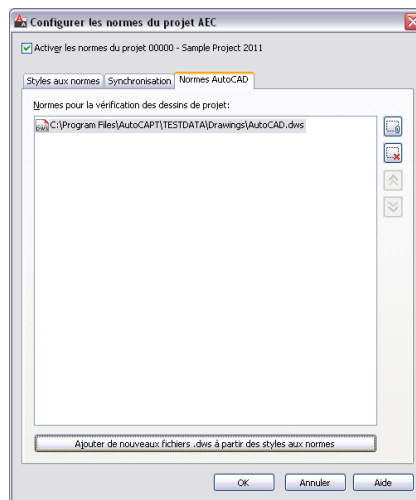 Configurer les normes du projet AEC
Activer les normes du projet 00000 - Sample Project 2011
Styles aux normes Synchronisation Normes AutoCAD
Normes pour la vérification des dessins de projet:
C:\Program Files\AutoCAPT\TESTDATA\Drawings\AutoCAD.dws
Ajouter de nouveaux fichiers .dws à partir des styles aux normes
OK Annuler Aide